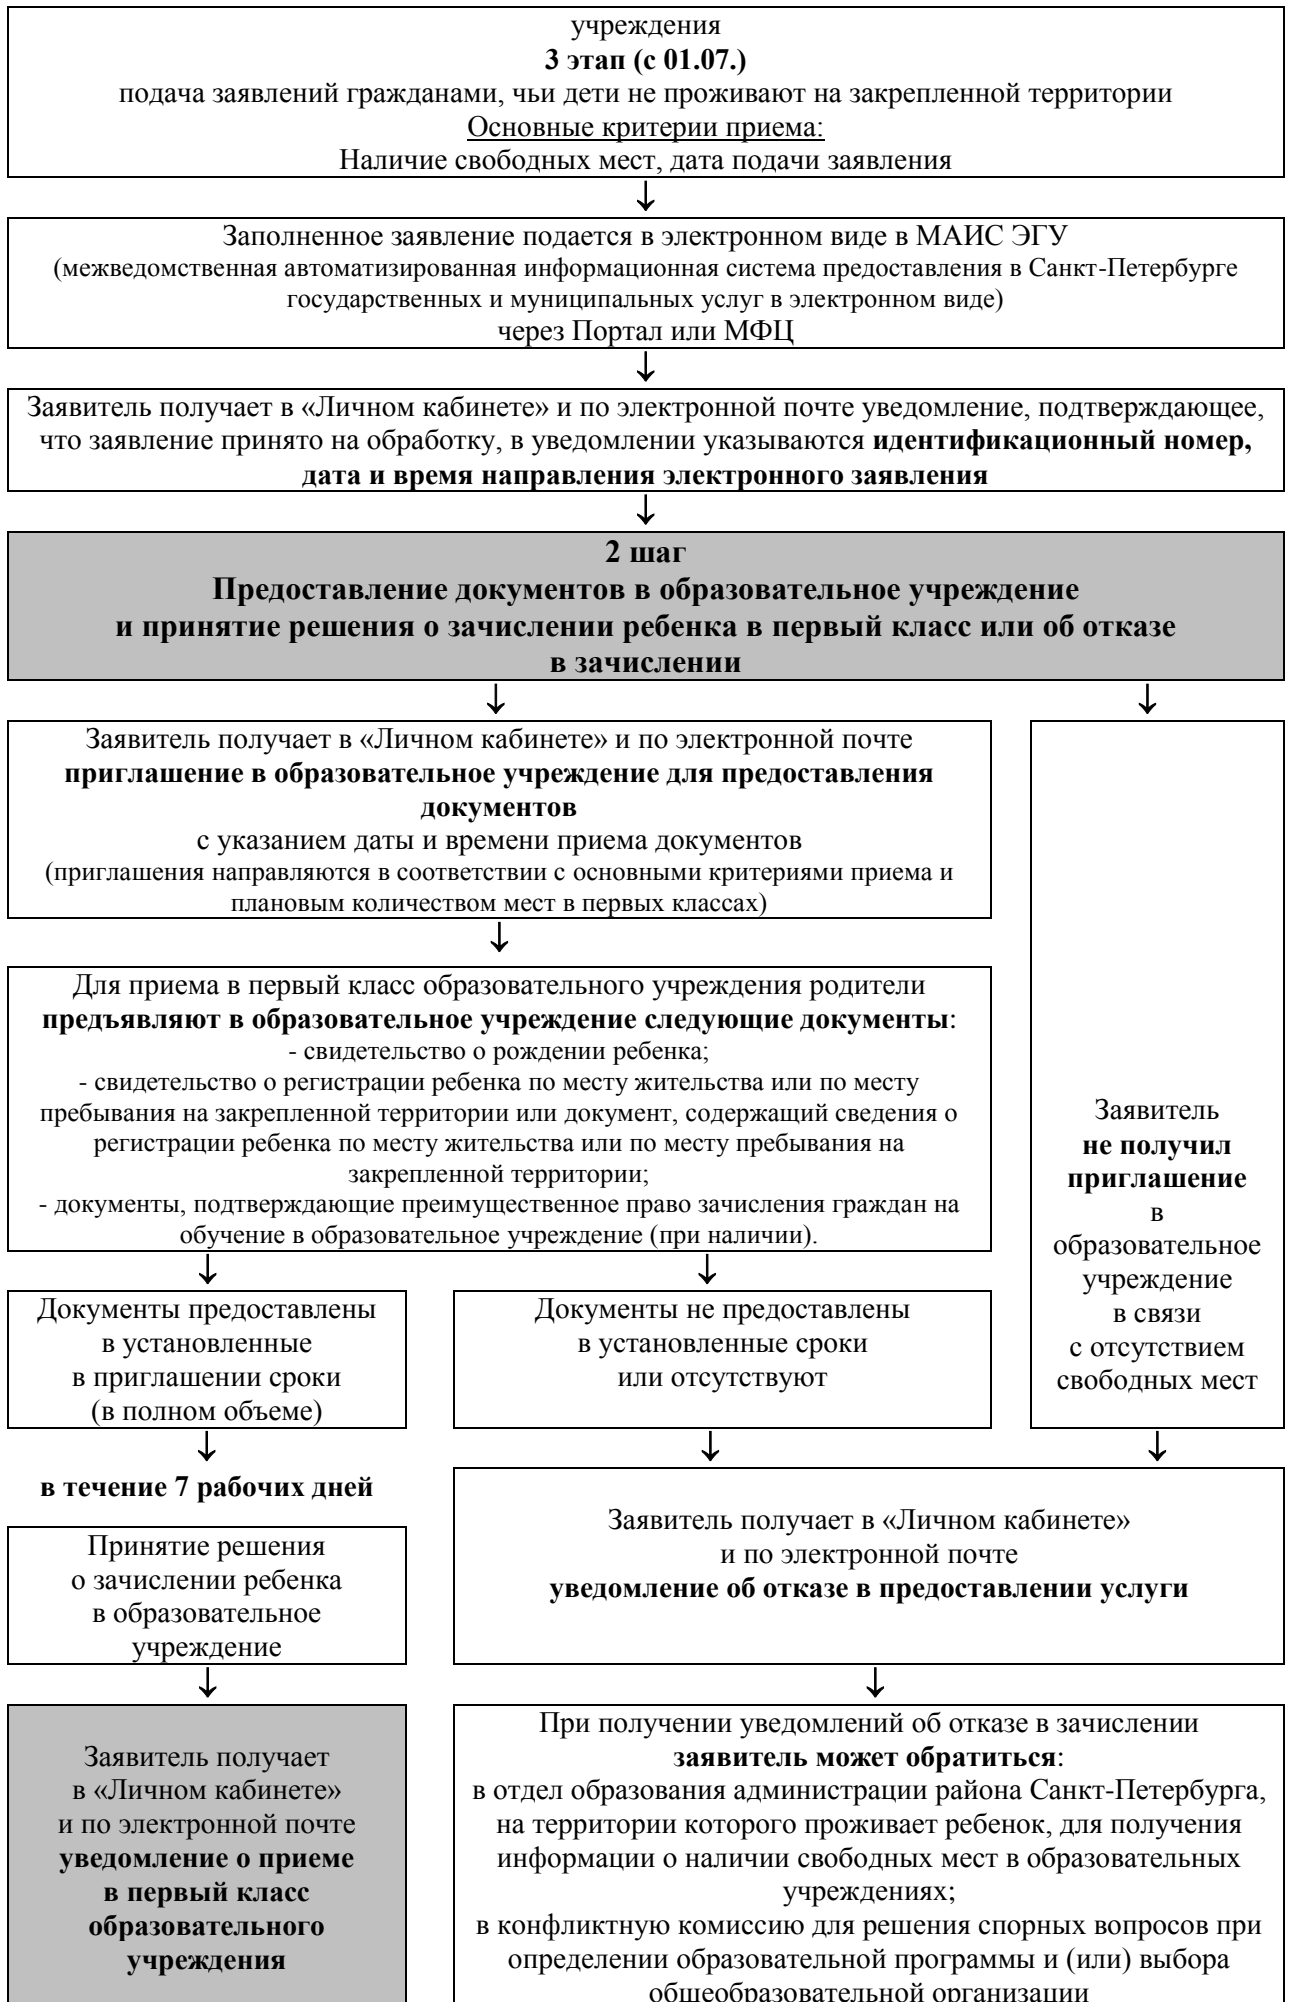 учреждения
3 этап (с 01.07.)
подача заявлений гражданами, чьи дети не проживают на закрепленной территории
Основные критерии приема:
Наличие свободных мест, дата подачи заявления
↓
Заполненное заявление подается в электронном виде в МАИС ЭГУ
(межведомственная автоматизированная информационная система предоставления в Санкт-Петербурге
государственных и муниципальных услуг в электронном виде)
через Портал или МФЦ
↓
Заявитель получает в «Личном кабинете» и по электронной почте уведомление, подтверждающее,
что заявление принято на обработку, в уведомлении указываются идентификационный номер,
дата и время направления электронного заявления
↓
2 шаг
Предоставление документов в образовательное учреждение
и принятие решения о зачислении ребенка в первый класс или об отказе
в зачислении
↓ ↓
Заявитель получает в «Личном кабинете» и по электронной почте
приглашение в образовательное учреждение для предоставления
документов
с указанием даты и времени приема документов
(приглашения направляются в соответствии с основными критериями приема и
плановым количеством мест в первых классах)
↓
Для приема в первый класс образовательного учреждения родители
предъявляют в образовательное учреждение следующие документы:
- свидетельство о рождении ребенка;
- свидетельство о регистрации ребенка по месту жительства или по месту
пребывания на закрепленной территории или документ, содержащий сведения о
регистрации ребенка по месту жительства или по месту пребывания на
закрепленной территории;
- документы, подтверждающие преимущественное право зачисления граждан на
обучение в образовательное учреждение (при наличии).
Заявитель
не получил
приглашение
в
образовательное
учреждение
в связи
с отсутствием
свободных мест
↓ ↓
Документы предоставлены
в установленные
в приглашении сроки
(в полном объеме)
Документы не предоставлены
в установленные сроки
или отсутствуют
↓ ↓ ↓
в течение 7 рабочих дней
Принятие решения
о зачислении ребенка
в образовательное
учреждение
Заявитель получает в «Личном кабинете»
и по электронной почте
уведомление об отказе в предоставлении услуги
↓ ↓
Заявитель получает
в «Личном кабинете»
и по электронной почте
уведомление о приеме
в первый класс
образовательного
учреждения
При получении уведомлений об отказе в зачислении
заявитель может обратиться:
в отдел образования администрации района Санкт-Петербурга,
на территории которого проживает ребенок, для получения
информации о наличии свободных мест в образовательных
учреждениях;
в конфликтную комиссию для решения спорных вопросов при
определении образовательной программы и (или) выбора
общеобразовательной организации